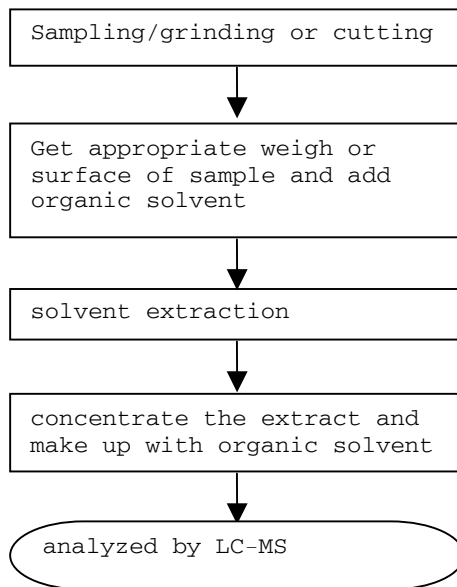 Sampling/grinding or cutting
Get appropriate weigh or
surface of sample and add
organic solvent
solvent extraction
concentrate the extract and
make up with organic solvent
analyzed by LC-MS